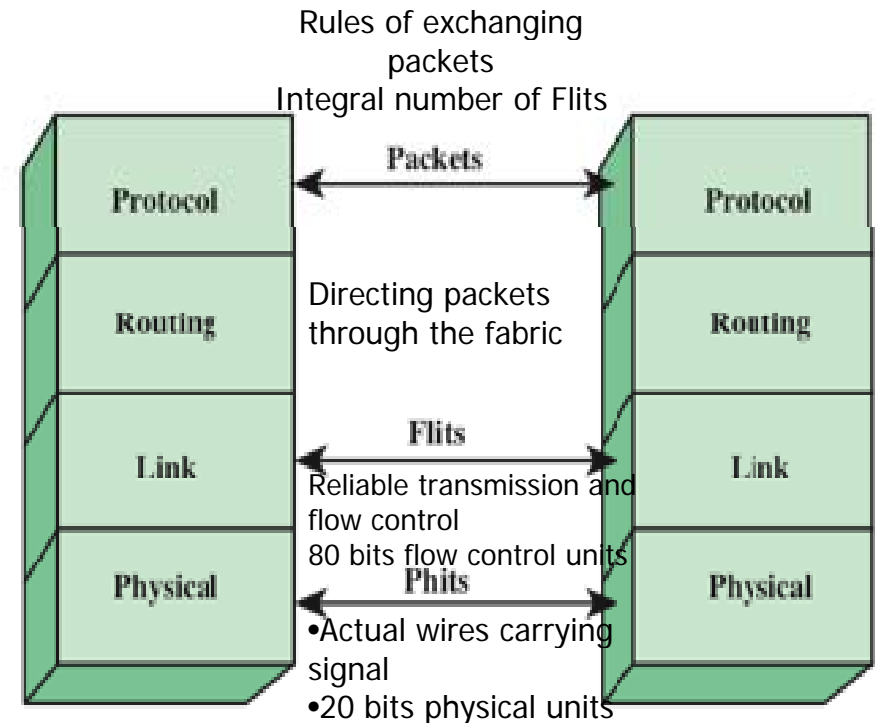 Rules of exchanging
packets
Integral number of Flits
Packets
Protocol
Protocol
Directing packets
through the fabric
Routing
Routing
Flits
Link
Link
Reliable transmission and
flow control
80 bits flow control units
Phits
Physical
Physical
•Actual wires carrying
signal
•20 bits physical units